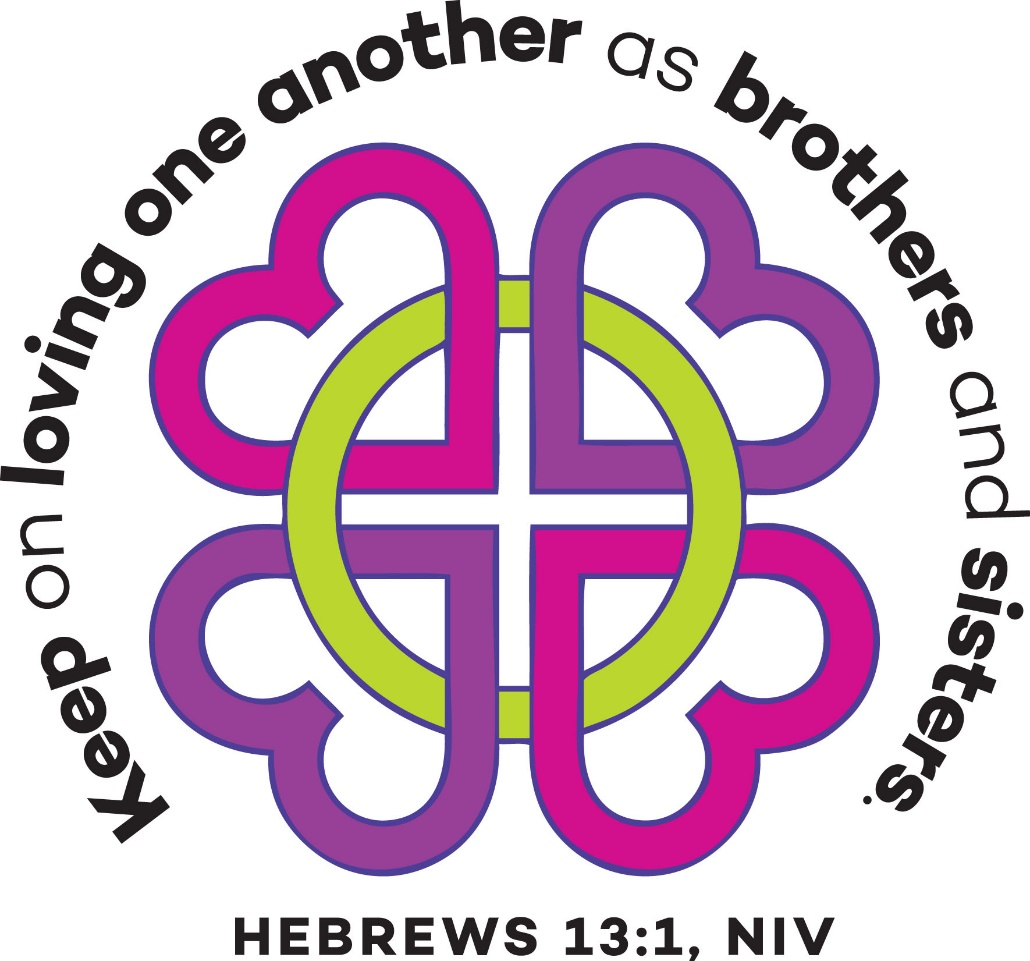 Keep on loving one another as brothers and sisters.
HEBREWS 13:1, NIV